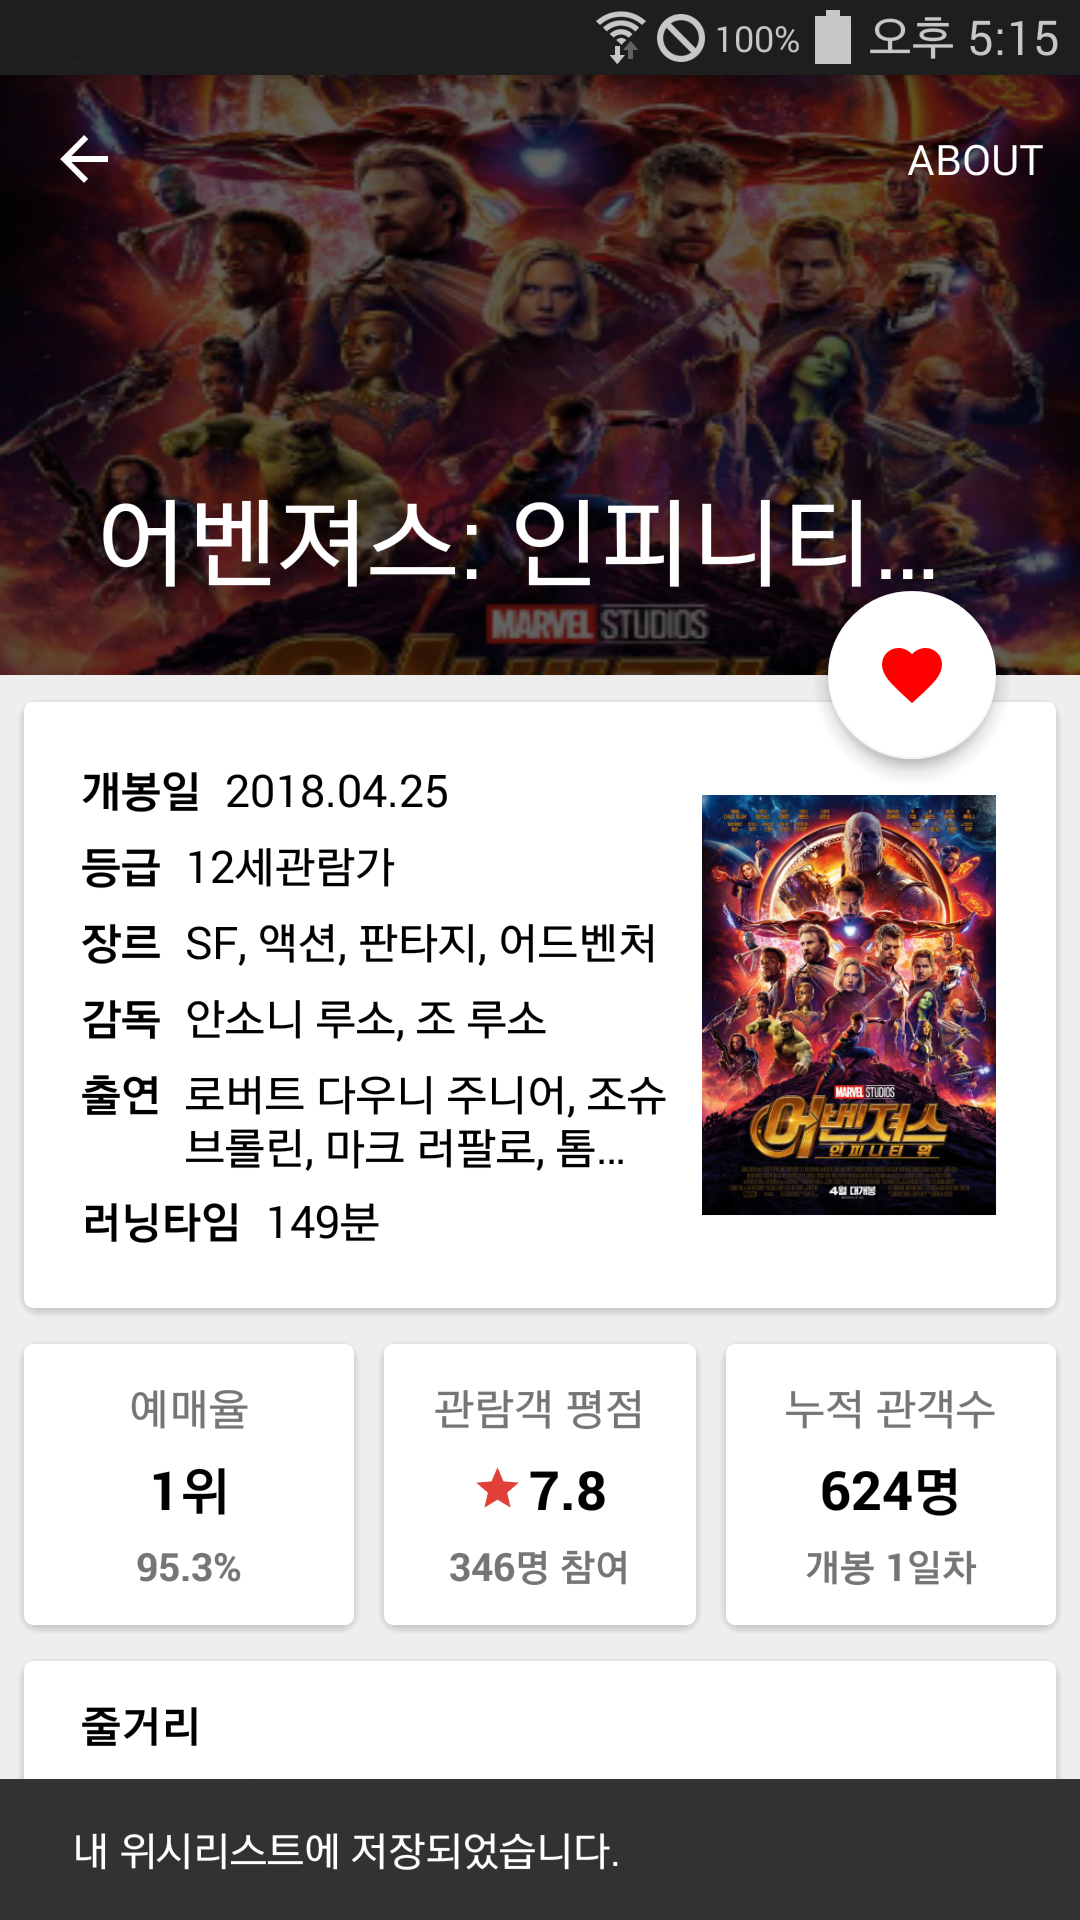 100% 오후 5:15
ABOUT
어벤져스: 인피니티...
MARVEL STUDIOS
개봉일 2018.04.25
등급 12세관람가
장르 SF, 액션, 판타지, 어드벤처
감독 안소니 루소, 조 루소
출연 로버트 다우니 주니어, 조슈
브롤린, 마크 러팔로, 톰...
러닝타임 149분
MARVEL STUDIOS
어벤져스
인피니티 워
4월 대개봉
예매율
1위
95.3%
관람객 평점
7.8
346명 참여
누적 관객수
624명
개봉 1일차
줄거리
내 위시리스트에 저장되었습니다.